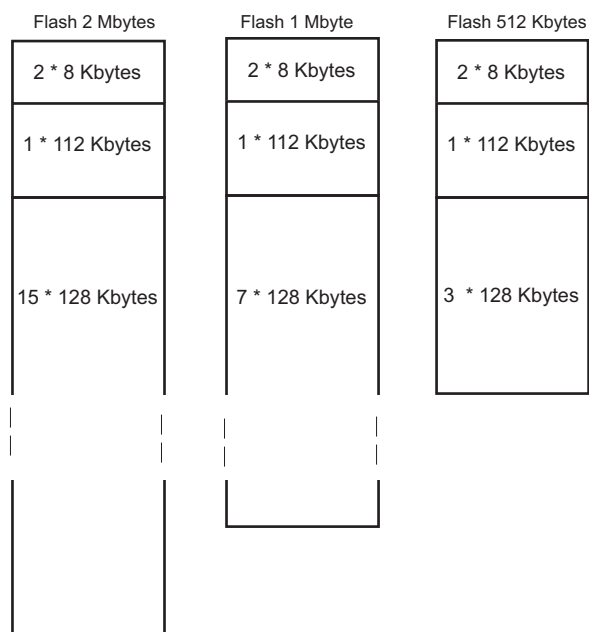 Flash 2 Mbytes
2 * 8 Kbytes
1 * 112 Kbytes
15 * 128 Kbytes
Flash 1 Mbyte
2 * 8 Kbytes
1 * 112 Kbytes
7 * 128 Kbytes
Flash 512 Kbytes
2 * 8 Kbytes
1 * 112 Kbytes
3 * 128 Kbytes